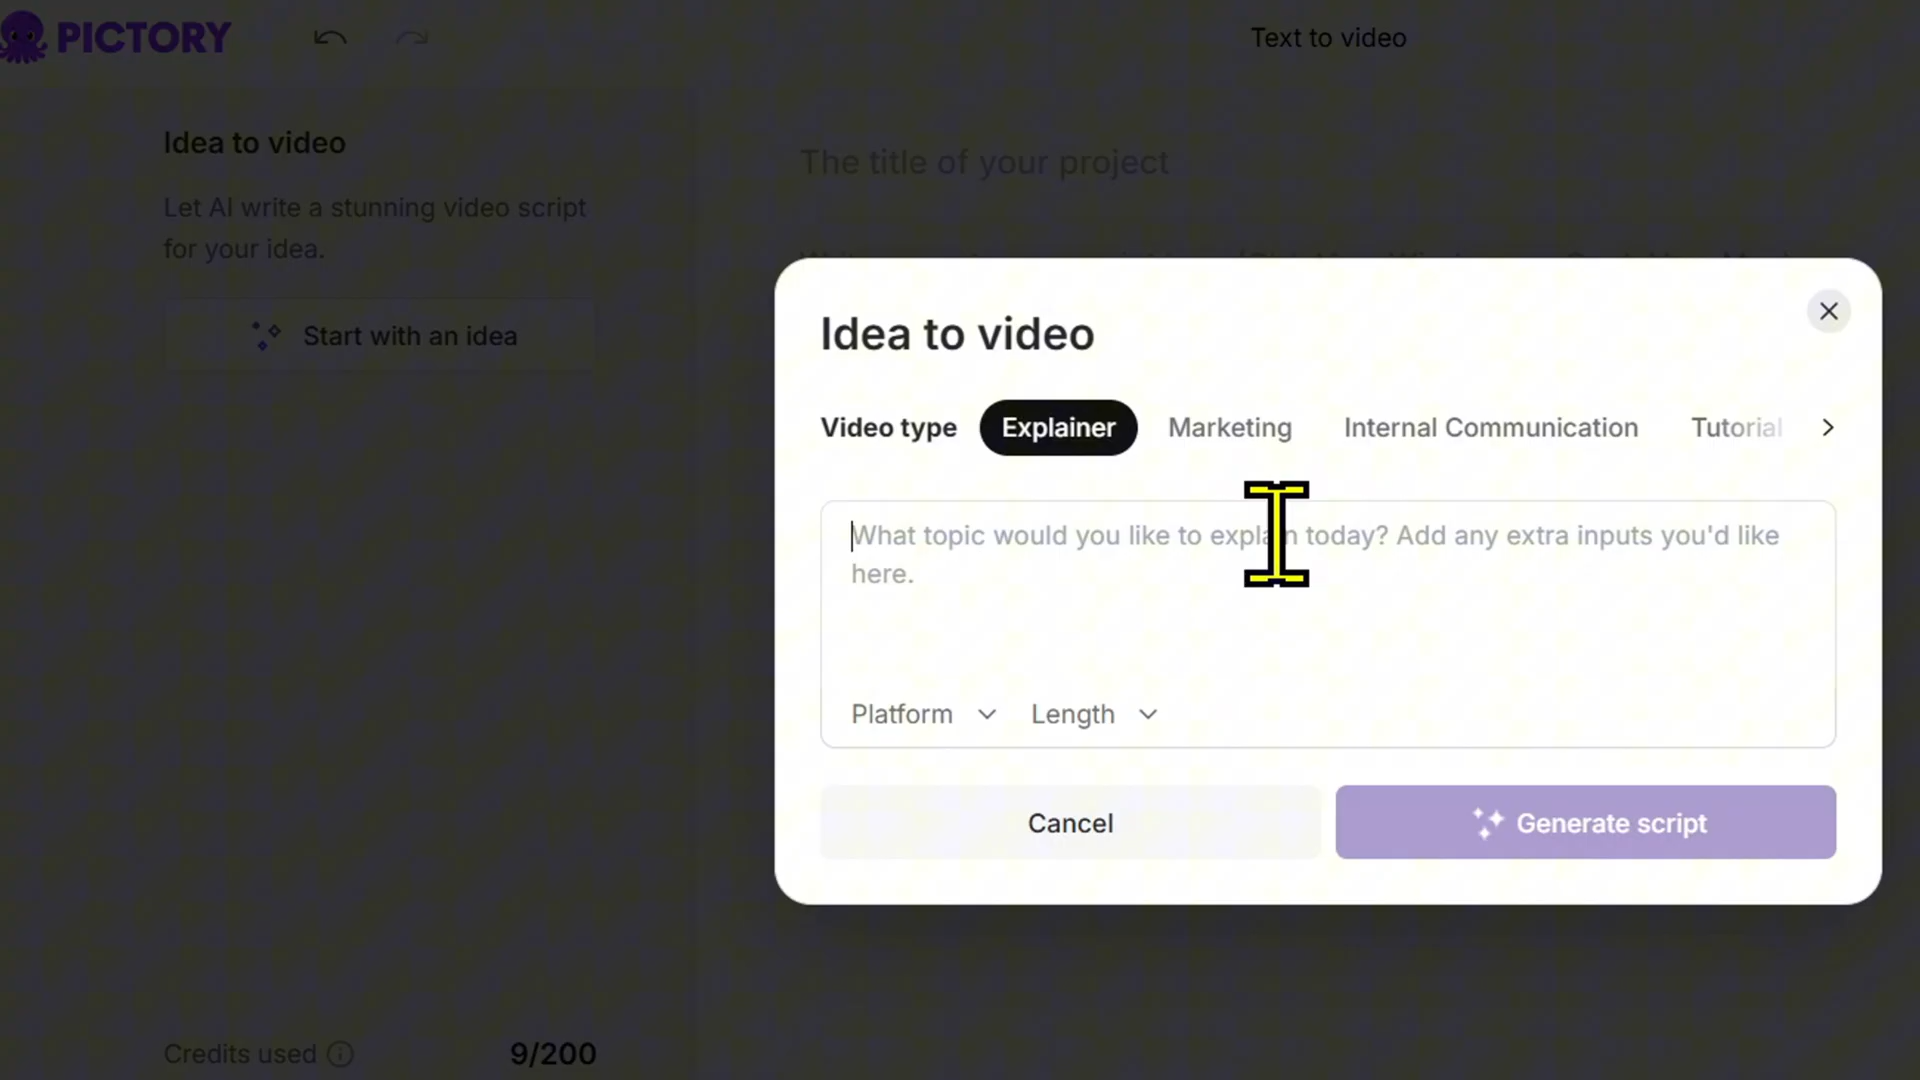 PICTORY
Text to video
Idea to video
Let AI write a stunning video script
for your idea.
Start with an idea
The title of your project
Idea to video
Video type
Explainer
Marketing
Internal Communication
Tutorial
What topic would you like to explain today? Add any extra inputs you'd like
here.
Platform
Length
Cancel
Generate script
Credits used
9/200